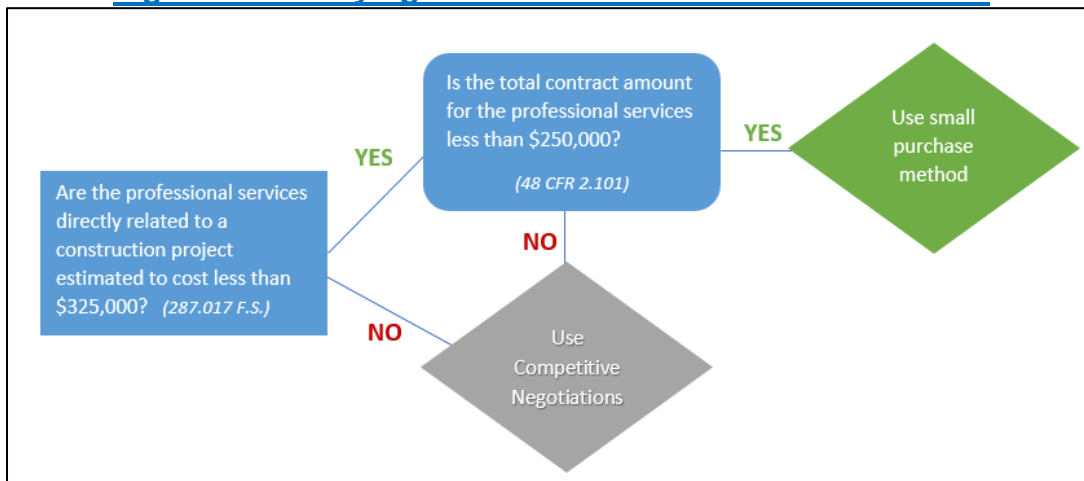 Are the professional services
directly related to a
construction project
estimated to cost less than
$325,000? (287.017 F.S.)
YES
NO
Is the total contract amount
for the professional services
less than $250,000?
(48 CFR 2.101)
YES
NO
Use small
purchase
method
Use
Competitive
Negotiations